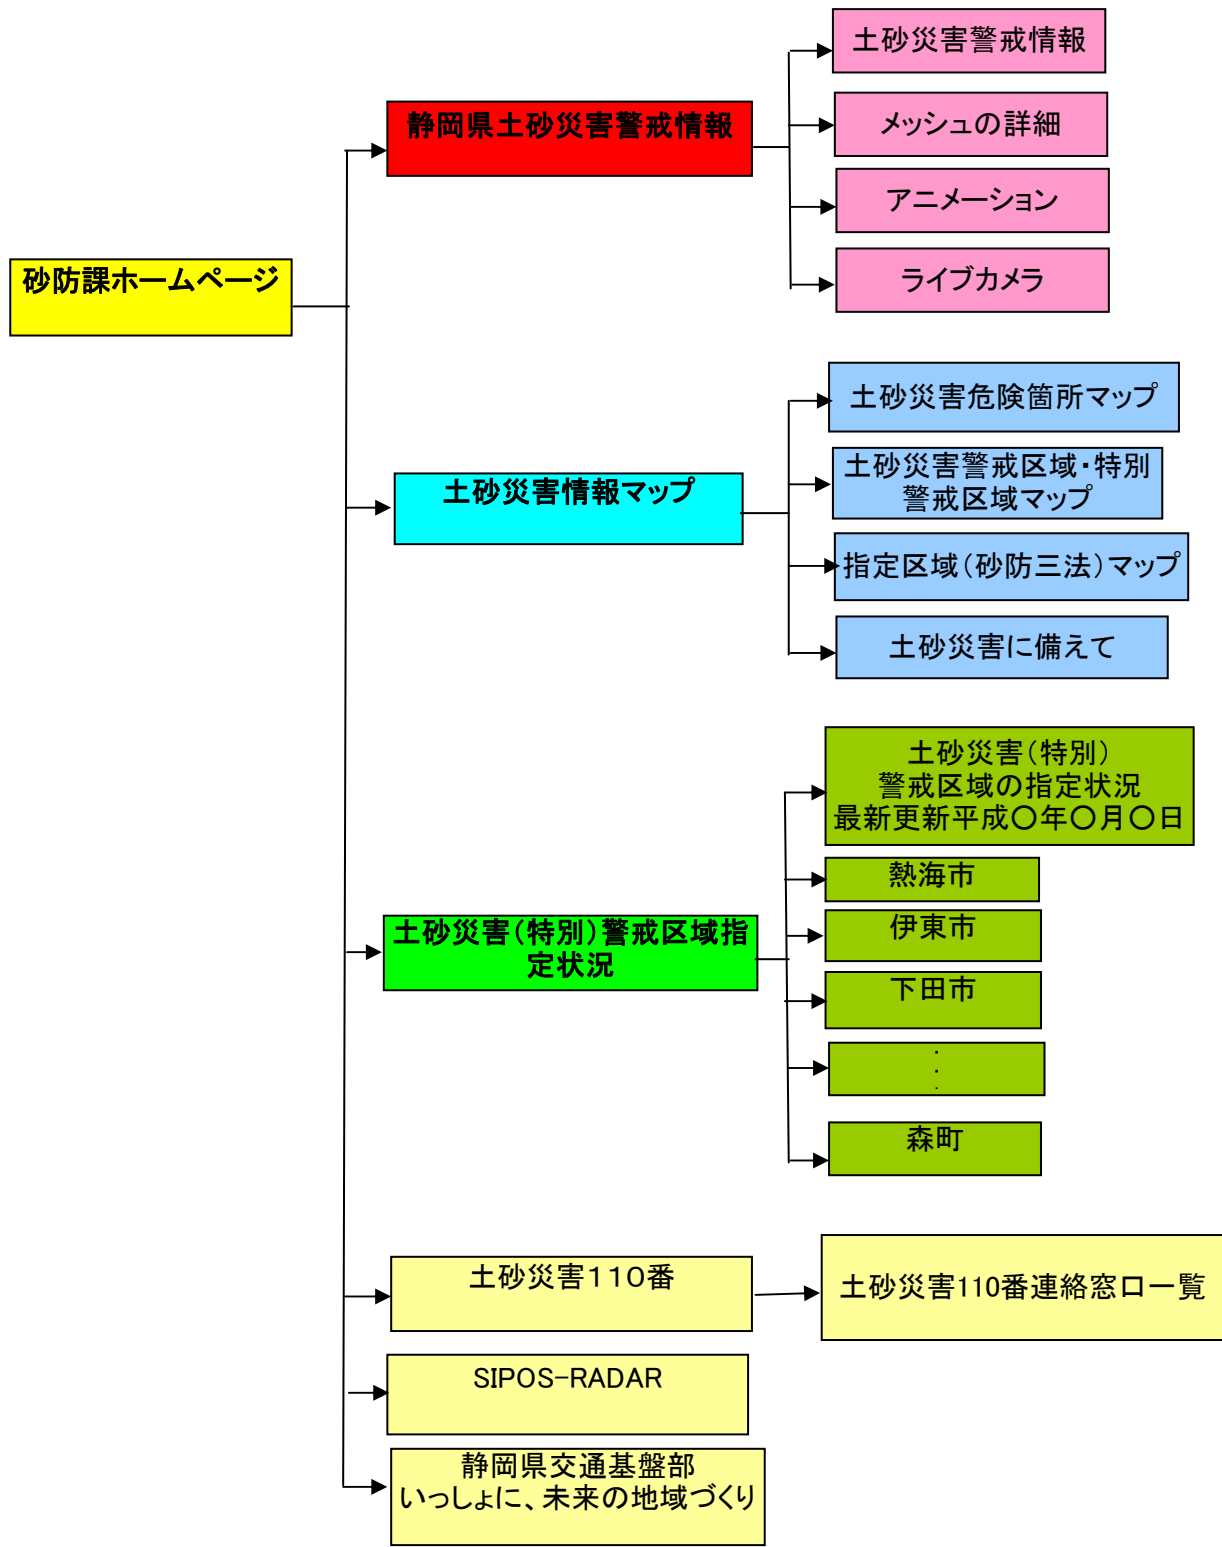 砂防課ホームページ
静岡県土砂災害警戒情報
土砂災害警戒情報
メッシュの詳細
アニメーション
ライブカメラ
土砂災害情報マップ
土砂災害危険箇所マップ
土砂災害警戒区域・特別
警戒区域マップ
指定区域（砂防三法）マップ
土砂災害に備えて
土砂災害（特別）警戒区域指
定状況
土砂災害（特別）
警戒区域の指定状況
最新更新平成〇年〇月〇日
熱海市
伊東市
下田市
・
・
・
森町
土砂災害１１０番
土砂災害110番連絡窓口一覧
SIPOS-RADAR
静岡県交通基盤部
いっしょに、未来の地域づくり